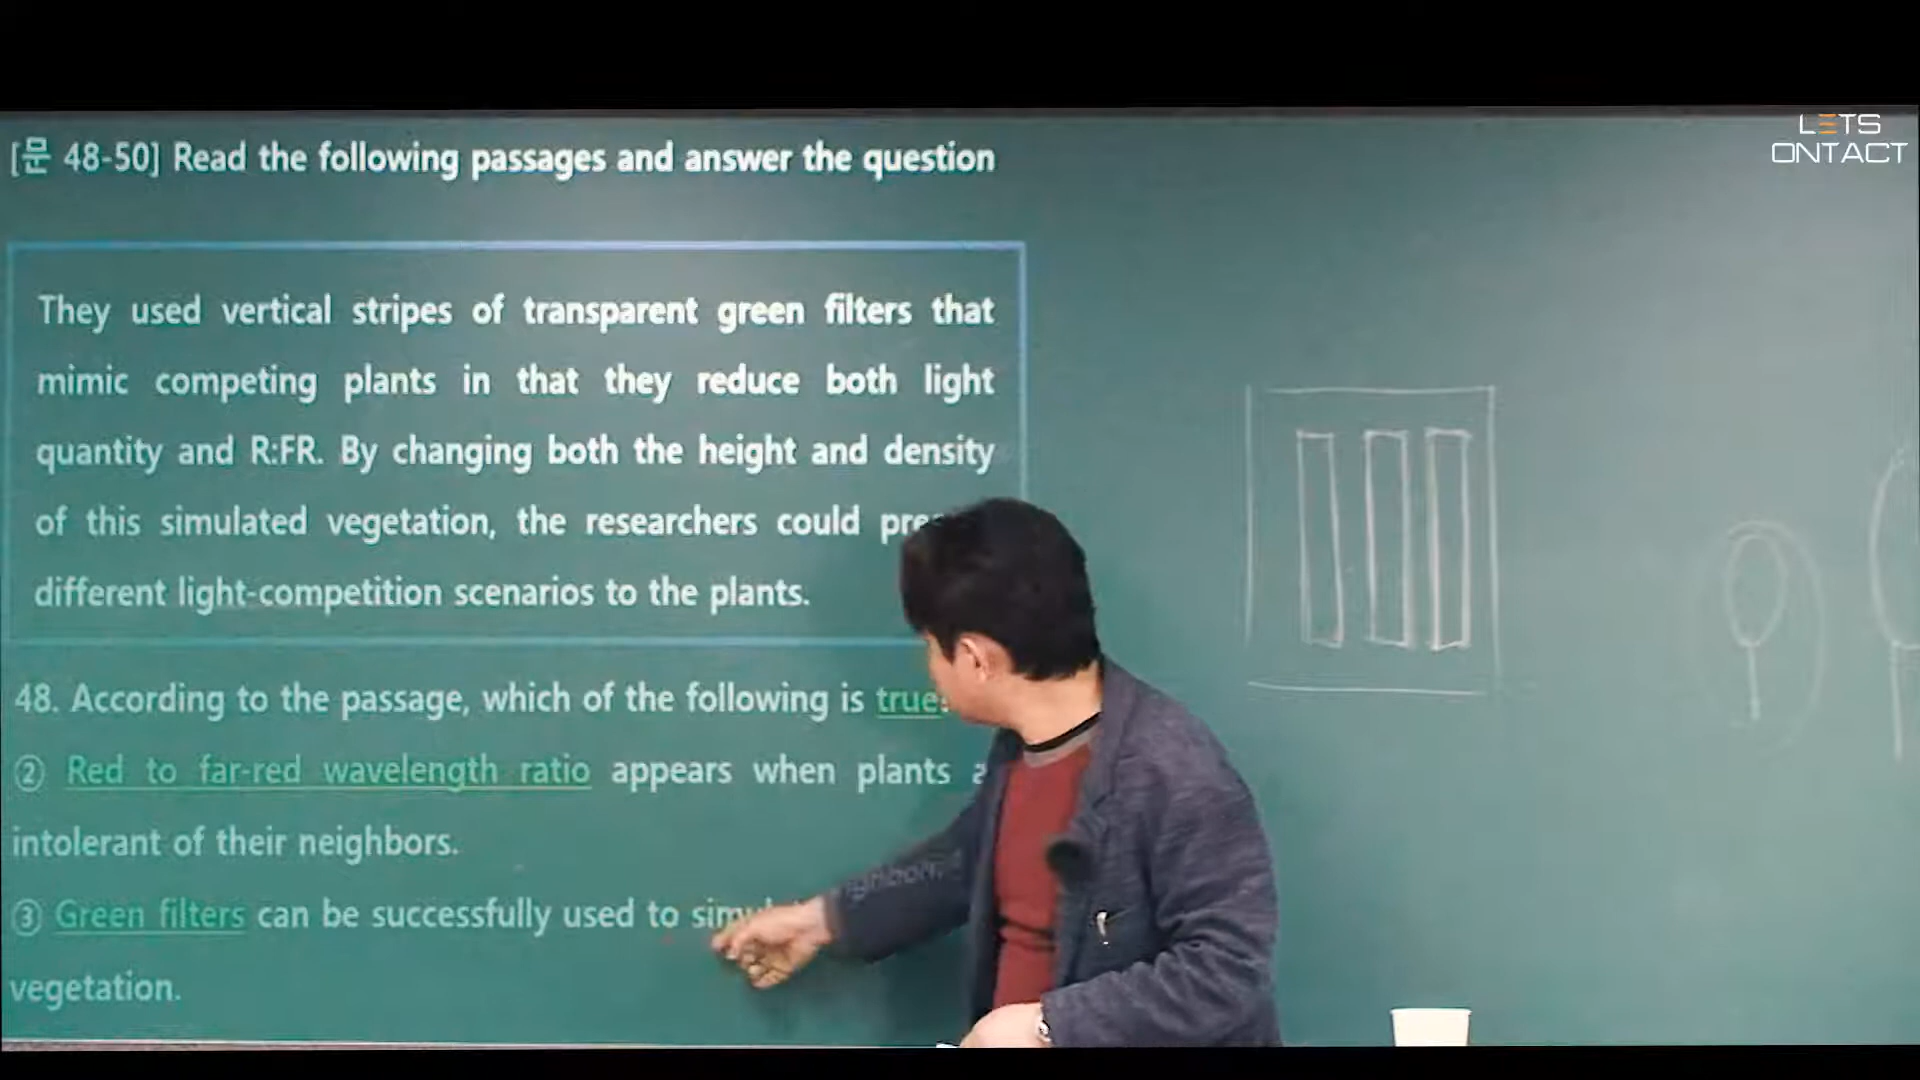 LETS
ONTACT
[문 48-50] Read the following passages and answer the question
They used vertical stripes of transparent green filters that
mimic competing plants in that they reduce both light
quantity and R:FR. By changing both the height and density
of this simulated vegetation, the researchers could
different light-competition scenarios to the plants.
48. According to the passage, which of the following is true
② Red to far-red wavelength ratio appears when plants
intolerant of their neighbors.
③ Green filters can be successfully used to
vegetation.